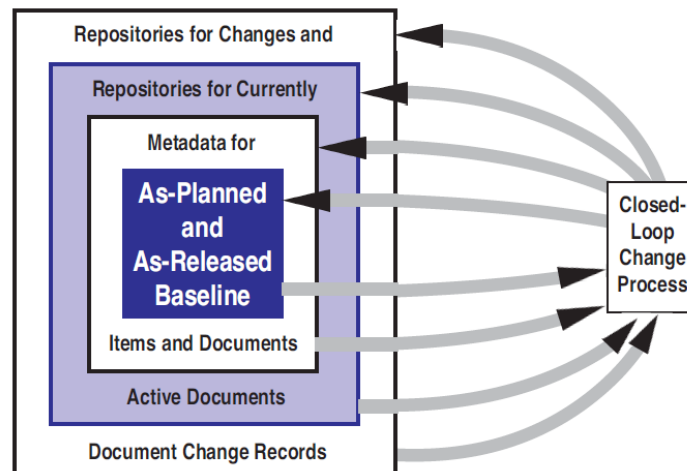 Repositories for Changes and
Repositories for Currently
Metadata for
As-Planned
and
As-Released
Baseline
Items and Documents
Active Documents
Document Change Records
Closed-
Loop
Change
Process